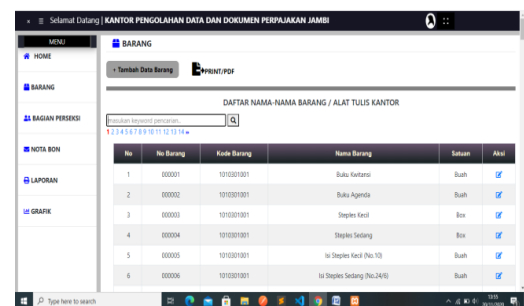 Selamat Datang | KANTOR PENGOLAHAN DATA DAN DOKUMEN PERPAJAKAN JAMBI
MENU
HOME
BARANG
BAGIAN PERSEKSI
NOTA BON
LAPORAN
GRAFIK
BARANG
+ Tambah Data Barang
PRINT/PDF
DAFTAR NAMA-NAMA BARANG / ALAT TULIS KANTOR
masukan keyword pencarian..
1 2 3 4 5 6 7 8 9 10 11 12 13 14 »
No No Barang Kode Barang Nama Barang Satuan Aksi
1 000001 1010301001 Buku Kwitansi Buah
2 000002 1010301001 Buku Agenda Buah
3 000003 1010301001 Steples Kecil Box
4 000004 1010301001 Steples Sedang Box
5 000005 1010301001 Isi Steples Kecil (No.10) Buah
6 000006 1010301001 Isi Steples Sedang (No.24/6) Buah
Type here to search